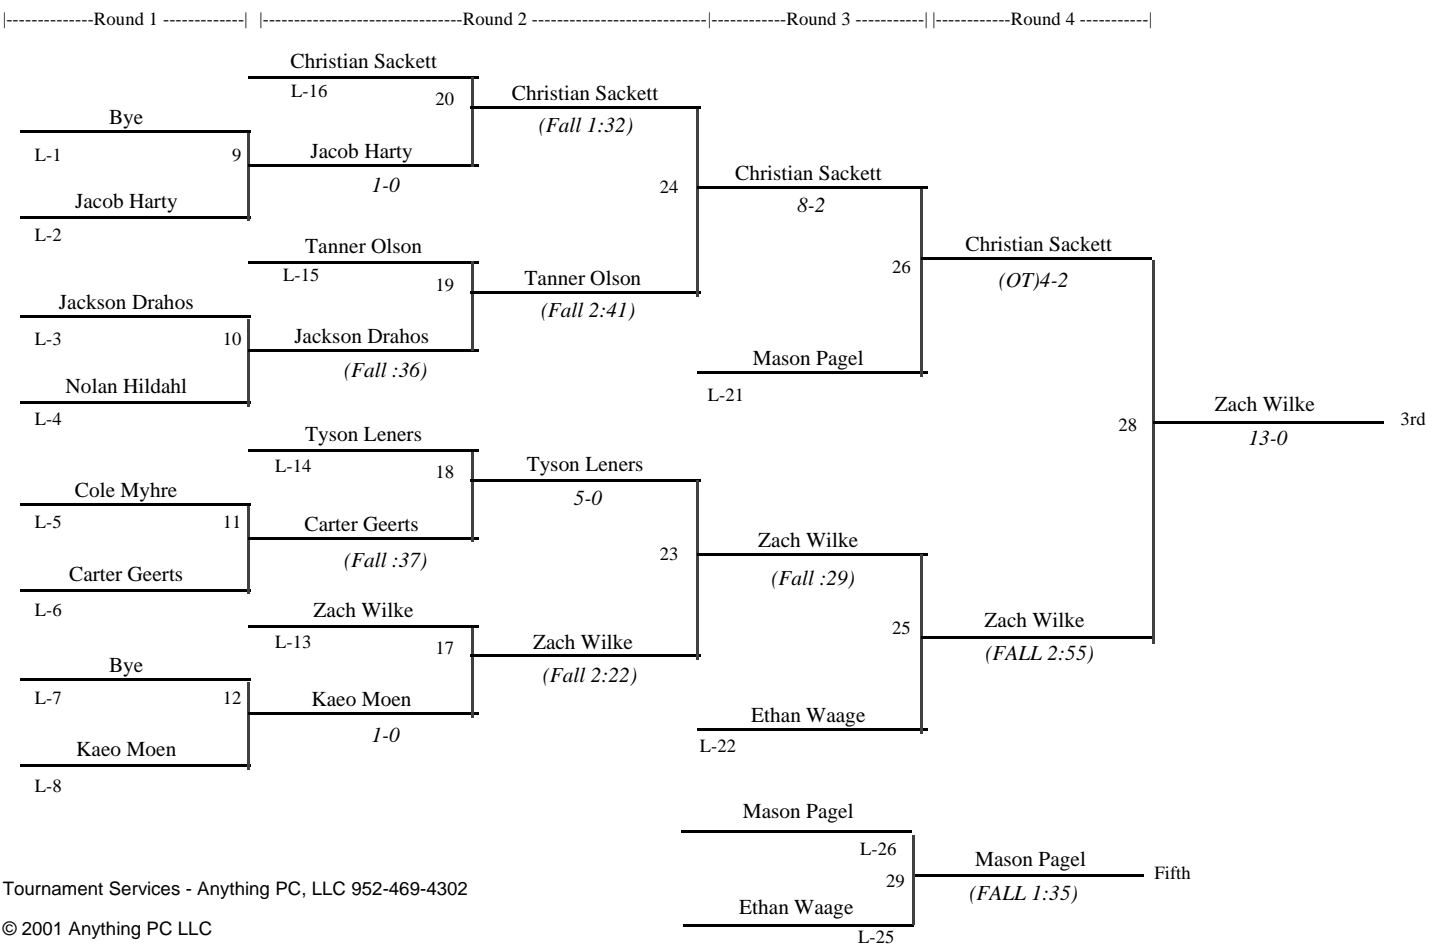 |--------------Round 1 -------------| |--------------------------------Round 2 ----------------------------|------------Round 3 -----------| |------------Round 4 -----------|
Christian Sackett
L-16
20
Christian Sackett
(Fall 1:32)
Bye
L-1
9
Jacob Harty
1-0
Jacob Harty
L-2
24
Christian Sackett
8-2
Tanner Olson
L-15
19
Tanner Olson
(Fall 2:41)
Christian Sackett
(OT)4-2
26
Jackson Drahos
L-3
10
Jackson Drahos
(Fall :36)
Nolan Hildahl
L-4
Mason Pagel
L-21
Zach Wilke
13-0
3rd
28
Tyson Leners
L-14
18
Tyson Leners
5-0
Cole Myhre
L-5
11
Carter Geerts
(Fall :37)
Carter Geerts
L-6
23
Zach Wilke
(Fall :29)
Zach Wilke
L-13
17
Zach Wilke
(Fall 2:22)
25
Zach Wilke
(FALL 2:55)
Bye
L-7
12
Kaeo Moen
1-0
Kaeo Moen
L-8
Ethan Waage
L-22
Mason Pagel
L-26
29
Mason Pagel
(FALL 1:35)
Fifth
Ethan Waage
L-25
Tournament Services - Anything PC, LLC 952-469-4302
© 2001 Anything PC LLC